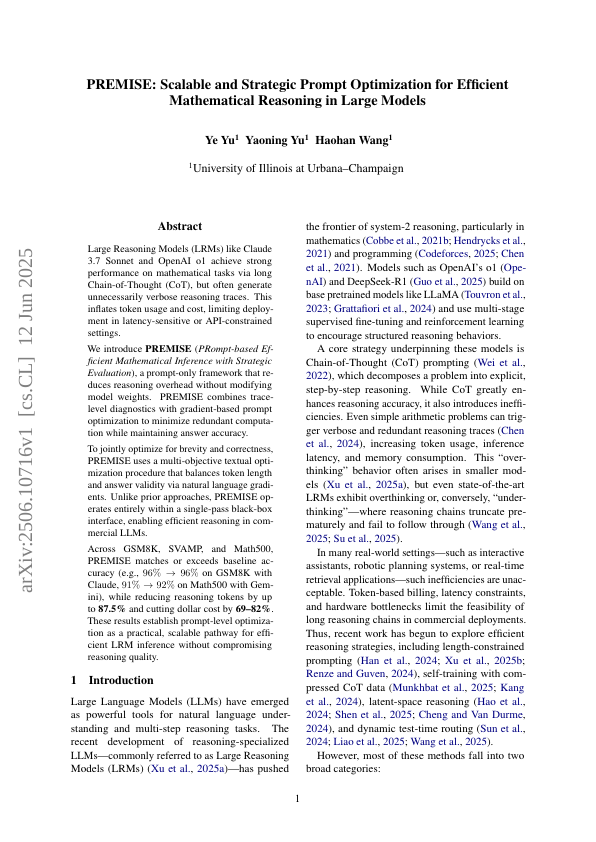 PREMISE: Scalable and Strategic Prompt Optimization for Efficient
Mathematical Reasoning in Large Models
Ye Yu¹ Yaoning Yu¹ Haohan Wang¹
¹University of Illinois at Urbana–Champaign
arXiv:2506.10716v1 [cs.CL] 12 Jun 2025
Abstract
Large Reasoning Models (LRMs) like Claude
3.7 Sonnet and OpenAI o1 achieve strong
performance on mathematical tasks via long
Chain-of-Thought (CoT), but often generate
unnecessarily verbose reasoning traces. This
inflates token usage and cost, limiting deploy-
ment in latency-sensitive or API-constrained
settings.
We introduce PREMISE (PRompt-based Ef-
ficient Mathematical Inference with Strategic
Evaluation), a prompt-only framework that re-
duces reasoning overhead without modifying
model weights. PREMISE combines trace-
level diagnostics with gradient-based prompt
optimization to minimize redundant computa-
tion while maintaining answer accuracy.
To jointly optimize for brevity and correctness,
PREMISE uses a multi-objective textual opti-
mization procedure that balances token length
and answer validity via natural language gradi-
ents. Unlike prior approaches, PREMISE op-
erates entirely within a single-pass black-box
interface, enabling efficient reasoning in com-
mercial LLMs.
Across GSM8K, SVAMP, and Math500,
PREMISE matches or exceeds baseline ac-
curacy (e.g., 96% → 96% on GSM8K with
Claude, 91% → 92% on Math500 with Gem-
ini), while reducing reasoning tokens by up
to 87.5% and cutting dollar cost by 69–82%.
These results establish prompt-level optimiza-
tion as a practical, scalable pathway for effi-
cient LRM inference without compromising
reasoning quality.
1 Introduction
Large Language Models (LLMs) have emerged
as powerful tools for natural language under-
standing and multi-step reasoning tasks. The
recent development of reasoning-specialized
LLMs—commonly referred to as Large Reasoning
Models (LRMs) (Xu et al., 2025a)—has pushed
the frontier of system-2 reasoning, particularly in
mathematics (Cobbe et al., 2021b; Hendrycks et al.,
2021) and programming (Codeforces, 2025; Chen
et al., 2021). Models such as OpenAI's o1 (Ope-
nAI) and DeepSeek-R1 (Guo et al., 2025) build on
base pretrained models like LLaMA (Touvron et al.,
2023; Grattafiori et al., 2024) and use multi-stage
supervised fine-tuning and reinforcement learning
to encourage structured reasoning behaviors.
A core strategy underpinning these models is
Chain-of-Thought (CoT) prompting (Wei et al.,
2022), which decomposes a problem into explicit,
step-by-step reasoning. While CoT greatly en-
hances reasoning accuracy, it also introduces ineffi-
ciencies. Even simple arithmetic problems can trig-
ger verbose and redundant reasoning traces (Chen
et al., 2024), increasing token usage, inference
latency, and memory consumption. This “over-
thinking” behavior often arises in smaller mod-
els (Xu et al., 2025a), but even state-of-the-art
LRMs exhibit overthinking or, conversely, “under-
thinking”—where reasoning chains truncate pre-
maturely and fail to follow through (Wang et al.,
2025; Su et al., 2025).
In many real-world settings—such as interactive
assistants, robotic planning systems, or real-time
retrieval applications—such inefficiencies are unac-
ceptable. Token-based billing, latency constraints,
and hardware bottlenecks limit the feasibility of
long reasoning chains in commercial deployments.
Thus, recent work has begun to explore efficient
reasoning strategies, including length-constrained
prompting (Han et al., 2024; Xu et al., 2025b;
Renze and Guven, 2024), self-training with com-
pressed CoT data (Munkhbat et al., 2025; Kang
et al., 2024), latent-space reasoning (Hao et al.,
2024; Shen et al., 2025; Cheng and Van Durme,
2024), and dynamic test-time routing (Sun et al.,
2024; Liao et al., 2025; Wang et al., 2025).
However, most of these methods fall into two
broad categories:
1